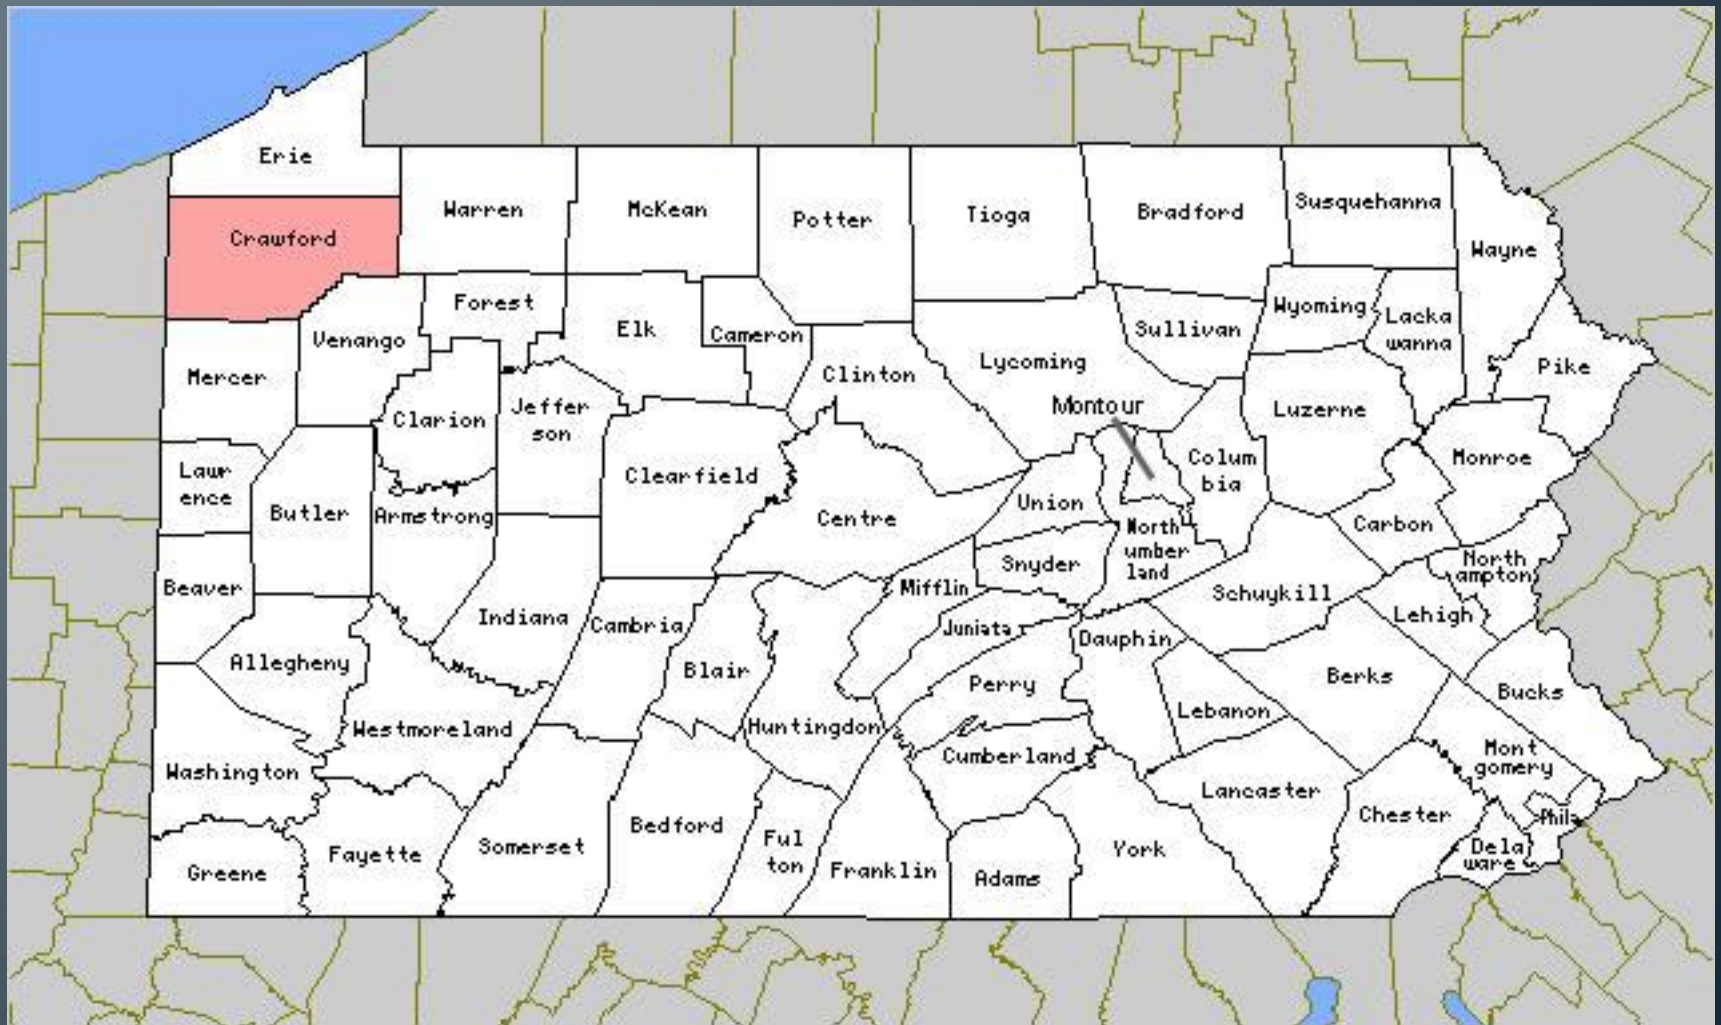 Erie
Crawford
Warren
McKean
Potter
Tioga
Bradford
Susquehanna
Wayne
Forest
Elk
Cameron
Sullivan
Wyoming
Lacka
wanna
Venango
Mercer
Clarion
Jeffer
son
Clinton
Lycoming
Montour
Luzerne
Pike
Lawr
ence
Butler
Armstrong
Clearfield
Centre
Union
Colum
bia
Monroe
Carbon
Snyder
North
umber
land
North
ampton
Beaver
Indiana
Cambria
Mifflin
Juniata
Schuykill
Lehigh
Allegheny
Blair
Dauphin
Perry
Berks
Bucks
Westmoreland
Huntingdon
Lebanon
Washington
Cumberland
Mont
gomery
Lancaster
Chester
Phila
Greene
Fayette
Somerset
Bedford
Ful
ton
Franklin
Adams
York
Dela
ware